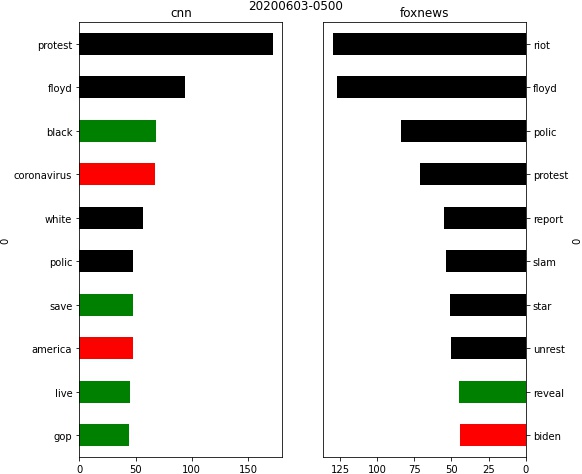 20200603-0500
cnn
foxnews
protest
floyd
black
coronavirus
white
polic
save
america
live
gop
0
0 50 100 150
riot
floyd
polic
protest
report
slam
star
unrest
reveal
biden
0
125 100 75 50 25 0